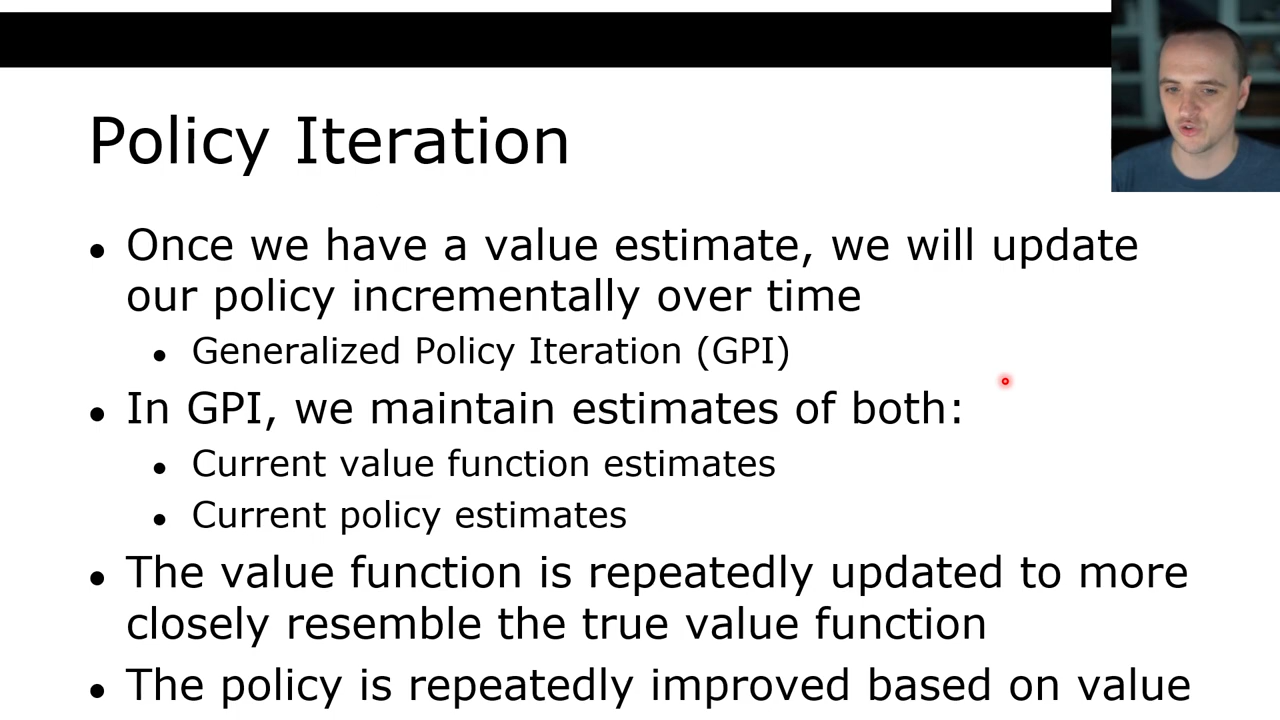 Policy Iteration
• Once we have a value estimate, we will update
our policy incrementally over time
• Generalized Policy Iteration (GPI)
• In GPI, we maintain estimates of both:
• Current value function estimates
• Current policy estimates
• The value function is repeatedly updated to more
closely resemble the true value function
• The policy is repeatedly improved based on value